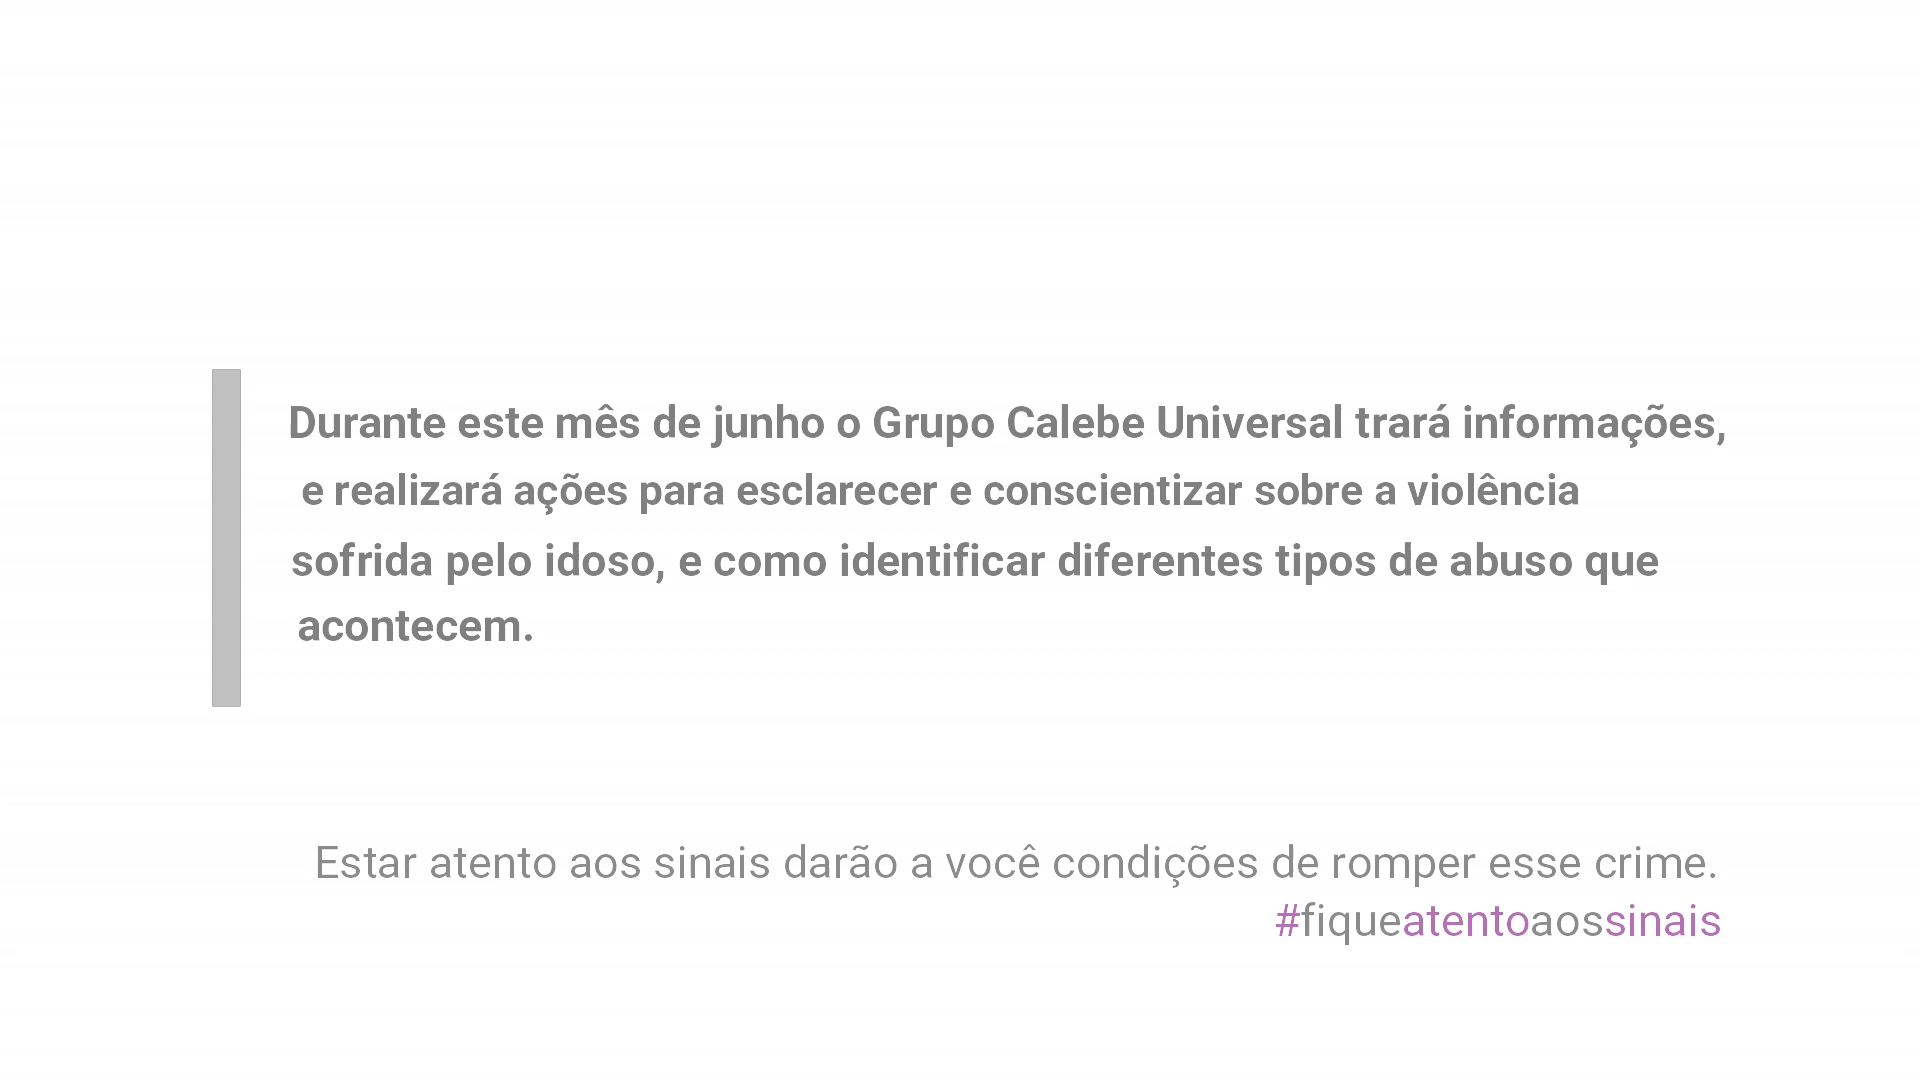 Durante este mês de junho o Grupo Calebe Universal trará informações,
e realizará ações para esclarecer e conscientizar sobre a violência
sofrida pelo idoso, e como identificar diferentes tipos de abuso que
acontecem.
Estar atento aos sinais darão a você condições de romper esse crime.
#fiqueatentoaossinais